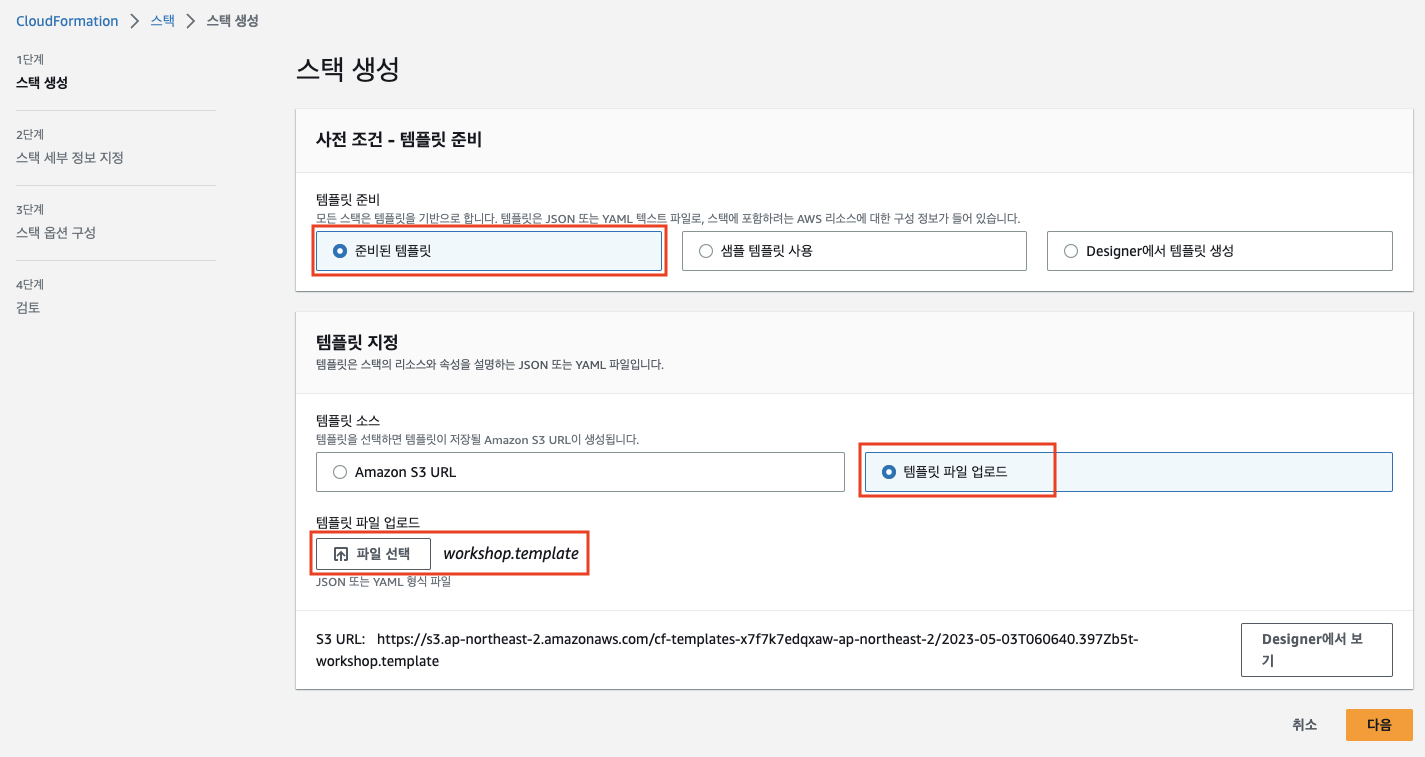 CloudFormation > 스택 > 스택 생성
1단계
스택 생성
2단계
스택 세부 정보 지정
3단계
스택 옵션 구성
4단계
검토
스택 생성
사전 조건 - 템플릿 준비
템플릿 준비
모든 스택은 템플릿을 기반으로 합니다. 템플릿은 JSON 또는 YAML 텍스트 파일로, 스택에 포함하려는 AWS 리소스에 대한 구성 정보가 들어 있습니다.
준비된 템플릿
샘플 템플릿 사용
Designer에서 템플릿 생성
템플릿 지정
템플릿은 스택의 리소스와 속성을 설명하는 JSON 또는 YAML 파일입니다.
템플릿 소스
템플릿을 선택하면 템플릿이 저장될 Amazon S3 URL이 생성됩니다.
Amazon S3 URL
템플릿 파일 업로드
템플릿 파일 업로드
파일 선택 workshop.template
JSON 또는 YAML 형식 파일
S3 URL: https://s3.ap-northeast-2.amazonaws.com/cf-templates-x7f7k7edqxaw-ap-northeast-2/2023-05-03T060640.397Zb5t-
workshop.template
Designer에서 보
기
취소
다음